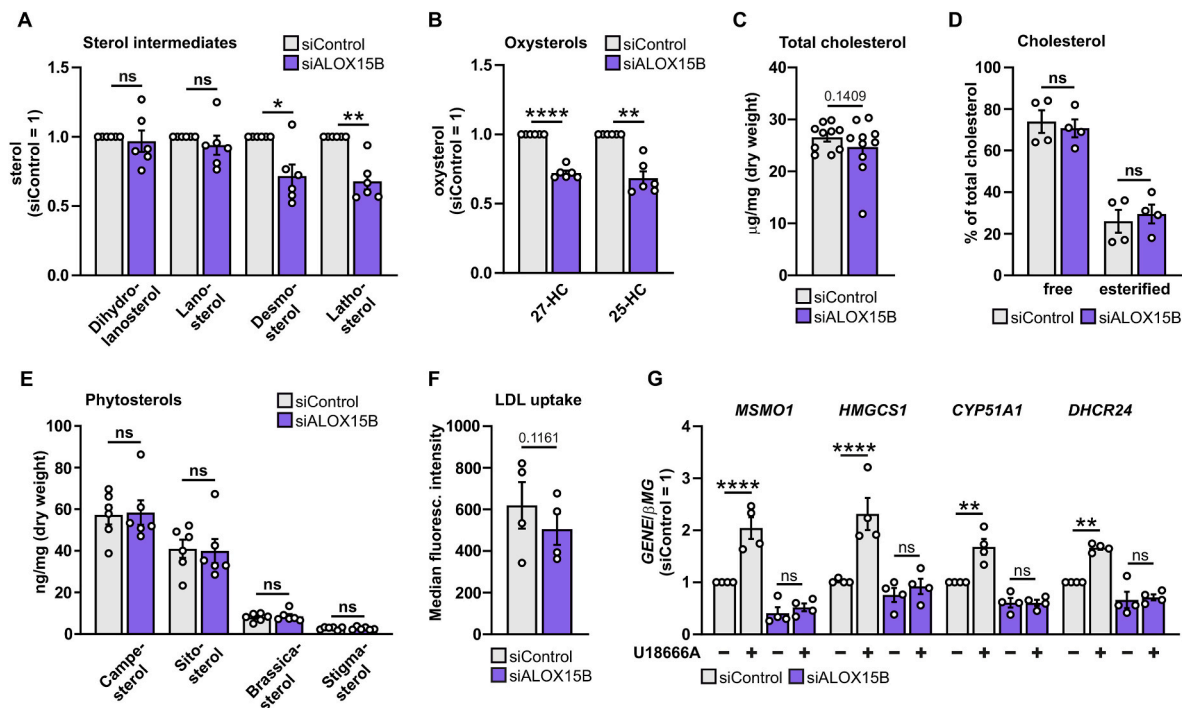 A
Sterol intermediates
siControl
siALOX15B
sterol
(siControl = 1)
1.5
1.0
0.5
0.0
ns
ns
*
**
Dihydro-
lanosterol
Lano-
sterol
Desmo-
sterol
Latho-
sterol
B
Oxysterols
siControl
siALOX15B
oxysterol
(siControl = 1)
1.5
1.0
0.5
0.0
****
**
27-HC
25-HC
C
Total cholesterol
μg/mg (dry weight)
40
30
20
10
0
0.1409
siControl
siALOX15B
D
Cholesterol
% of total cholesterol
100
80
60
40
20
0
ns
ns
free
esterified
siControl
siALOX15B
E
Phytosterols
siControl
siALOX15B
ng/mg (dry weight)
100
80
60
40
20
0
ns
ns
ns
ns
Campe-
sterol
Sito-
sterol
Brassica-
sterol
Stigma-
sterol
F
LDL uptake
Median fluoresc. intensity
1000
800
600
400
200
0
0.1161
siControl
siALOX15B
G
MSMO1
HMGCS1
CYP51A1
DHCR24
GENE/βMG
(siControl = 1)
4
3
2
1
0
****
ns
****
ns
**
ns
**
ns
U18666A
− + − + − + − + − + − + − + − +
siControl
siALOX15B